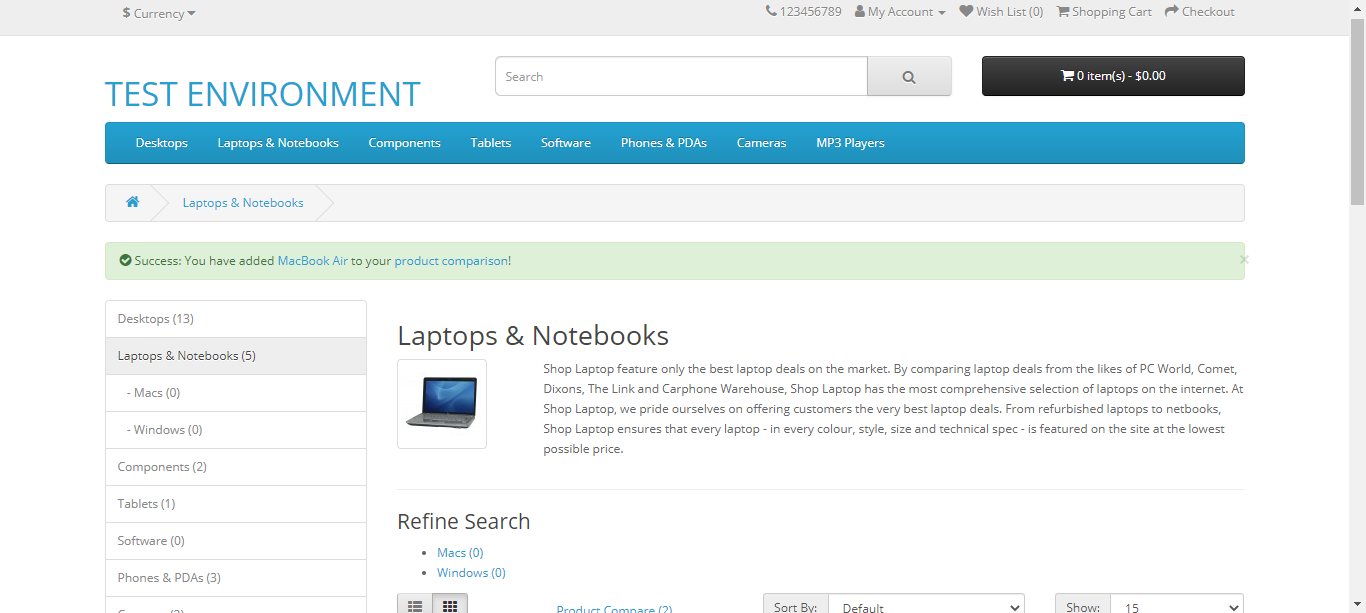 $ Currency
123456789 My Account Wish List (0) Shopping Cart Checkout
TEST ENVIRONMENT
Search
0 item(s) - $0.00
Desktops Laptops & Notebooks Components Tablets Software Phones & PDAs Cameras MP3 Players
Laptops & Notebooks
Success: You have added MacBook Air to your product comparison!
×
Desktops (13)
Laptops & Notebooks (5)
- Macs (0)
- Windows (0)
Components (2)
Tablets (1)
Software (0)
Phones & PDAs (3)
Laptops & Notebooks
Shop Laptop feature only the best laptop deals on the market. By comparing laptop deals from the likes of PC World, Comet,
Dixons, The Link and Carphone Warehouse, Shop Laptop has the most comprehensive selection of laptops on the internet. At
Shop Laptop, we pride ourselves on offering customers the very best laptop deals. From refurbished laptops to netbooks,
Shop Laptop ensures that every laptop - in every colour, style, size and technical spec - is featured on the site at the lowest
possible price.
Refine Search
Macs (0)
Windows (0)
Product Compare (2)
Sort By: Default
Show: 15